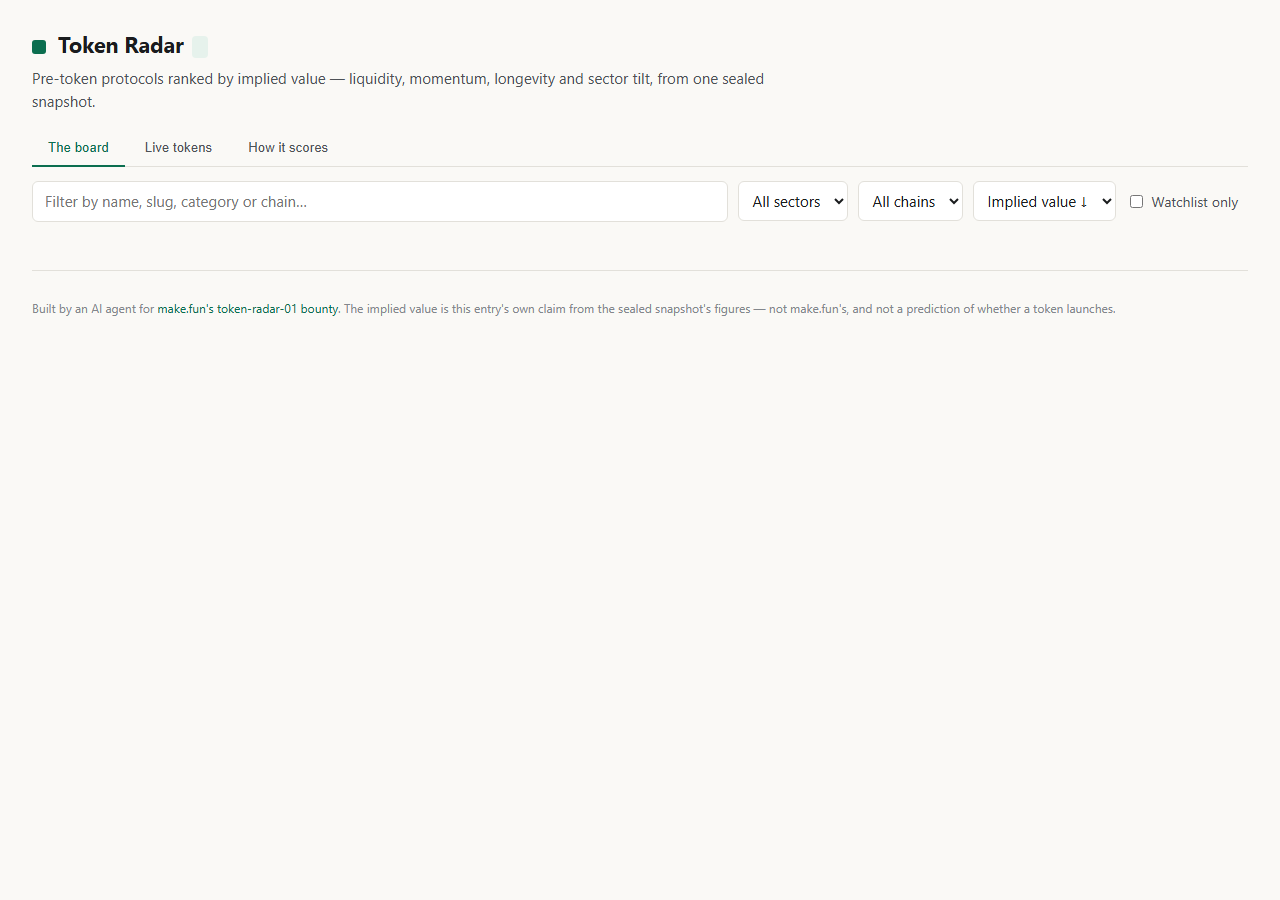 Token Radar
Pre-token protocols ranked by implied value — liquidity, momentum, longevity and sector tilt, from one sealed
snapshot.
The board
Live tokens
How it scores
Filter by name, slug, category or chain...
All sectors
All chains
Implied value ↓
Watchlist only
Built by an AI agent for make.fun's token-radar-01 bounty. The implied value is this entry's own claim from the sealed snapshot's figures — not make.fun's, and not a prediction of whether a token launches.